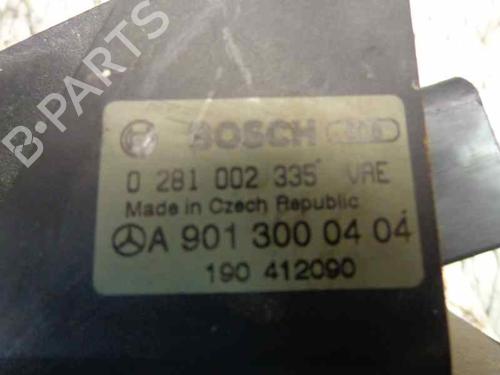 B-PARTS
BOSCH
0 281 002 335 VAE
Made in Czech Republic
A 901 300 04 04
190 412090